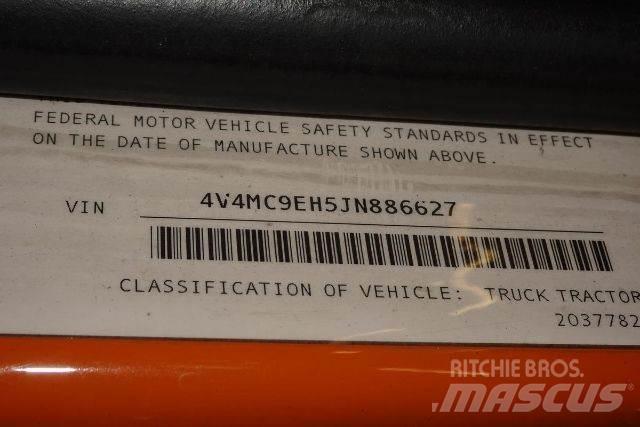 FEDERAL MOTOR VEHICLE SAFETY STANDARDS IN EFFECT
ON THE DATE OF MANUFACTURE SHOWN ABOVE.
VIN 4V4MC9EH5JN886627
CLASSIFICATION OF VEHICLE: TRUCK TRACTOR
2037782
RITCHIE BROS.
MASCUS